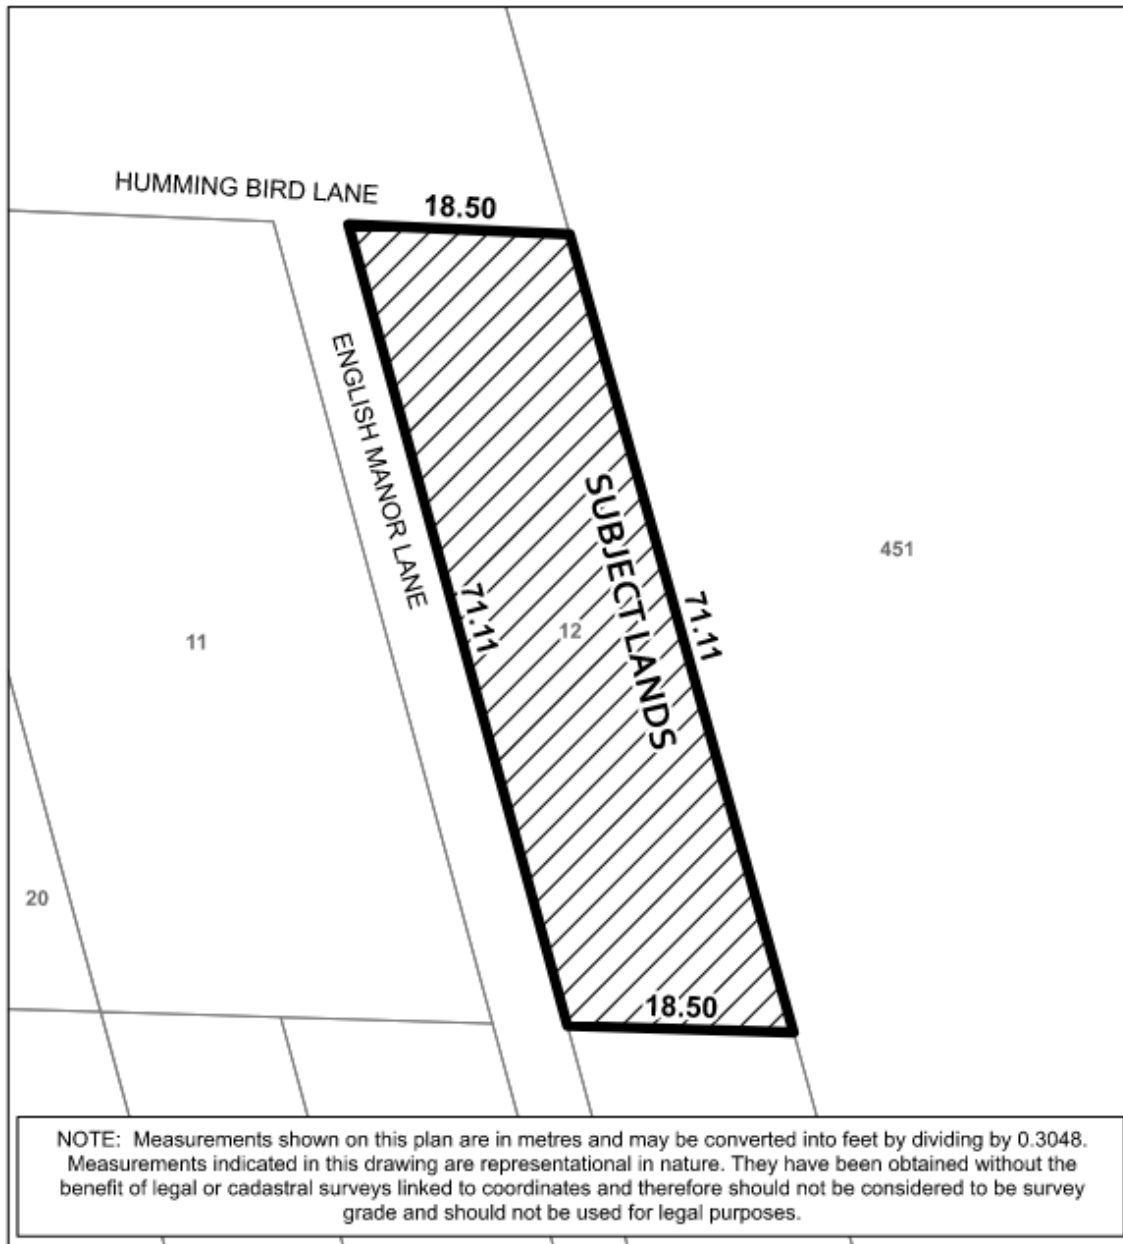 HUMMING BIRD LANE
18.50
ENGLISH MANOR LANE
SUBJECT LANDS
451
71.11
71.11
12
11
20
18.50
NOTE: Measurements shown on this plan are in metres and may be converted into feet by dividing by 0.3048.
Measurements indicated in this drawing are representational in nature. They have been obtained without the
benefit of legal or cadastral surveys linked to coordinates and therefore should not be considered to be survey
grade and should not be used for legal purposes.